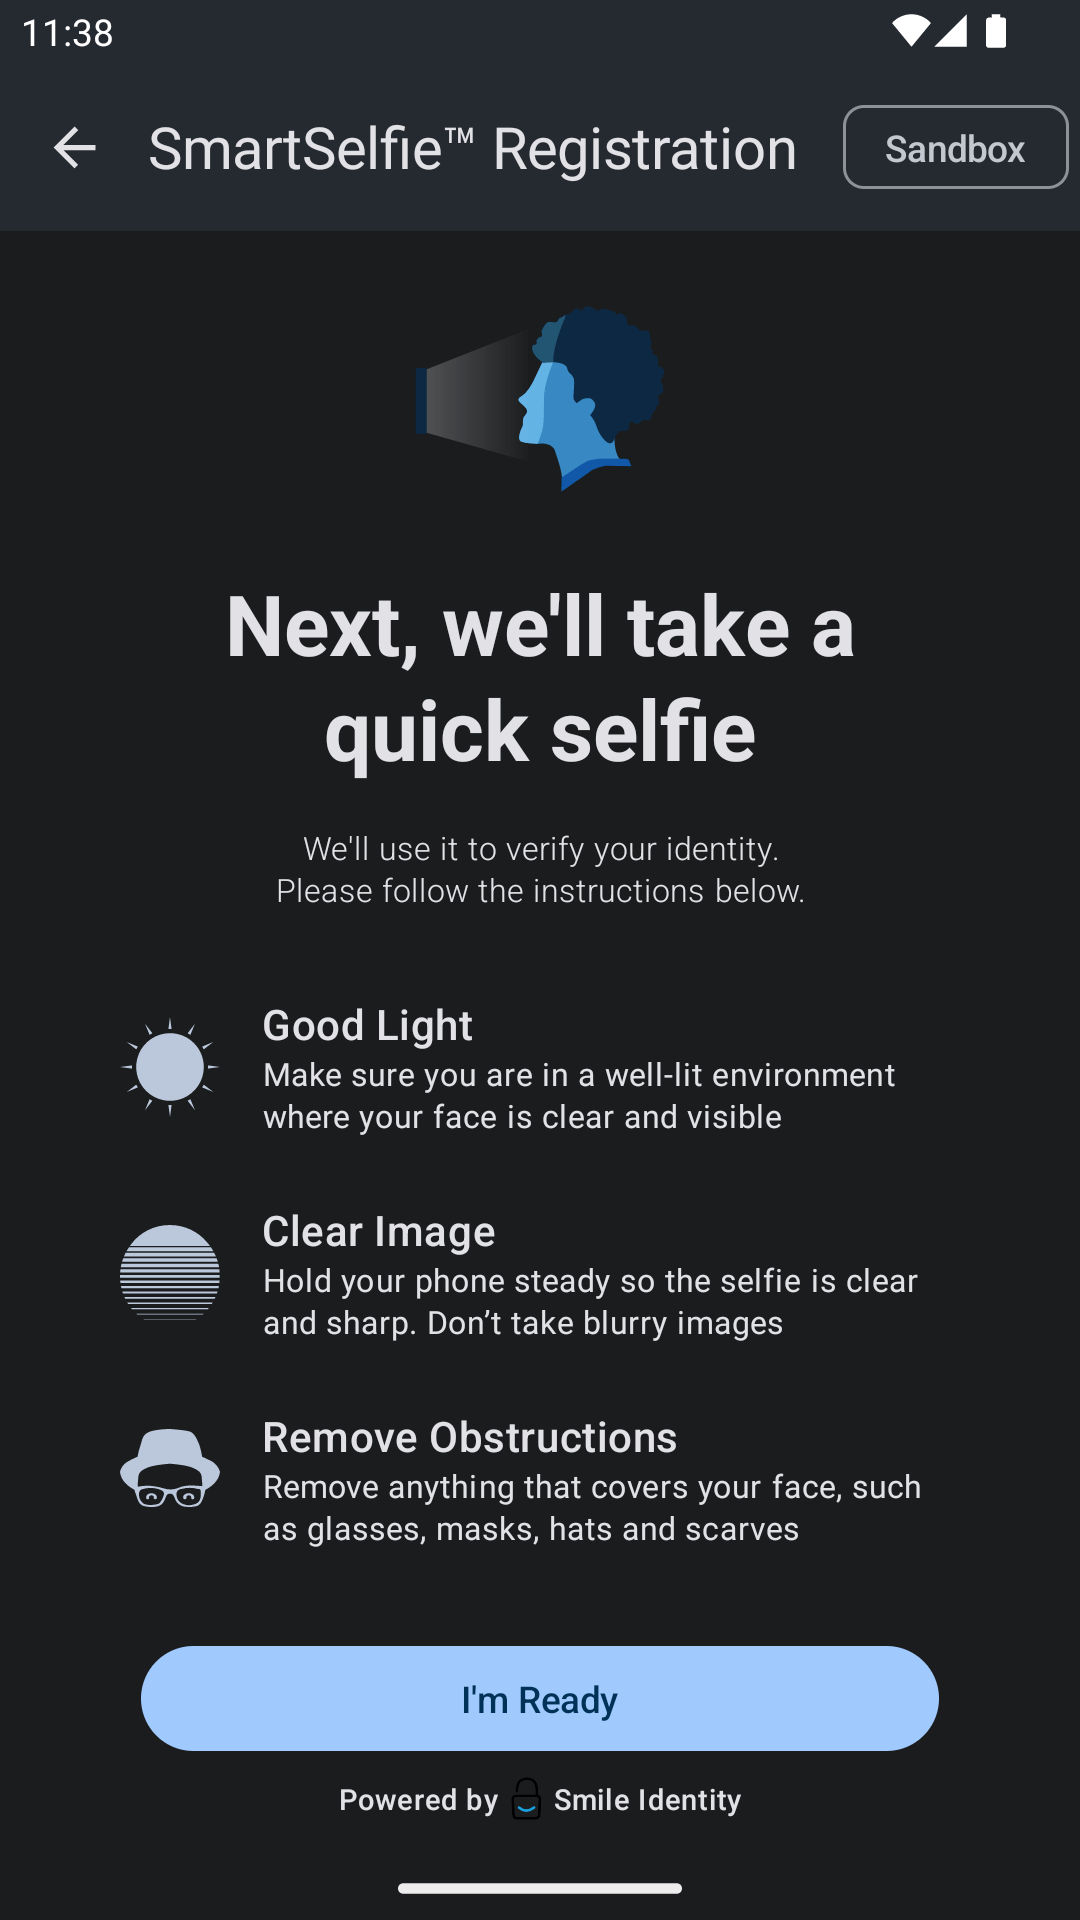 11:38
SmartSelfie™ Registration
Sandbox
Next, we'll take a
quick selfie
We'll use it to verify your identity.
Please follow the instructions below.
Good Light
Make sure you are in a well-lit environment
where your face is clear and visible
Clear Image
Hold your phone steady so the selfie is clear
and sharp. Don’t take blurry images
Remove Obstructions
Remove anything that covers your face, such
as glasses, masks, hats and scarves
I'm Ready
Powered by Smile Identity